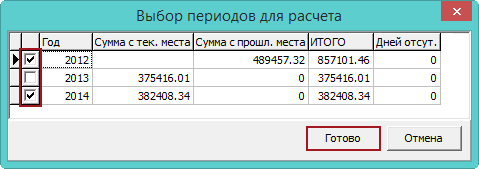 Выбор периодов для расчета
Год Сумма с тек. места Сумма с прошл. места ИТОГО Дней отсут.
2012 489457.32 857101.46 0
2013 375416.01 0 375416.01 0
2014 382408.34 0 382408.34 0
Готово Отмена